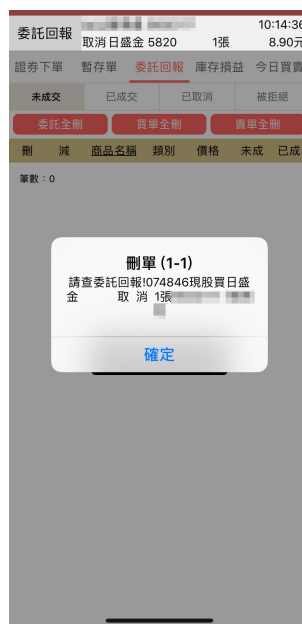 委託回報
10:14:36
取消日盛金 5820 1張 8.90元
證券下單 暫存單 委託回報 庫存損益 今日買賣
未成交 已成交 已取消 被拒絕
委託全刪 買單全刪 賣單全刪
刪 減 商品名稱 類別 價格 未成 已成
筆數:0
刪單 (1-1)
請查委託回報!074846現股買日盛
金 取 消 1張
確定